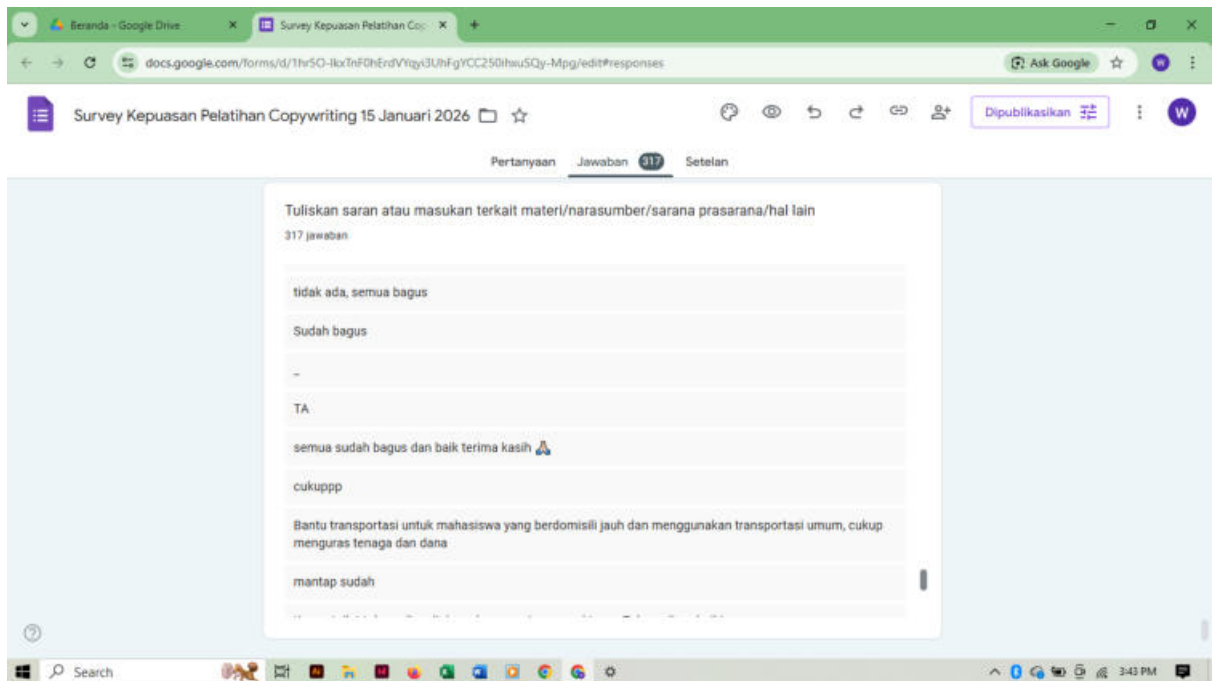 Beranda - Google Drive
Survey Kepuasan Pelatihan Cop
docs.google.com/forms/d/1hr5O-IkxTnF0hErdVYqyi3UhFgYCC250ihxuSQy-Mpg/edit#responses
Ask Google
W
Survey Kepuasan Pelatihan Copywriting 15 Januari 2026
Dipublikasikan
W
Pertanyaan
Jawaban 317
Setelan
Tuliskan saran atau masukan terkait materi/narasumber/sarana prasarana/hal lain
317 jawaban
tidak ada, semua bagus
Sudah bagus
-
TA
semua sudah bagus dan baik terima kasih 🙏🏼
cukuppp
Bantu transportasi untuk mahasiswa yang berdomisili jauh dan menggunakan transportasi umum, cukup
menguras tenaga dan dana
mantap sudah
Search
3:43 PM